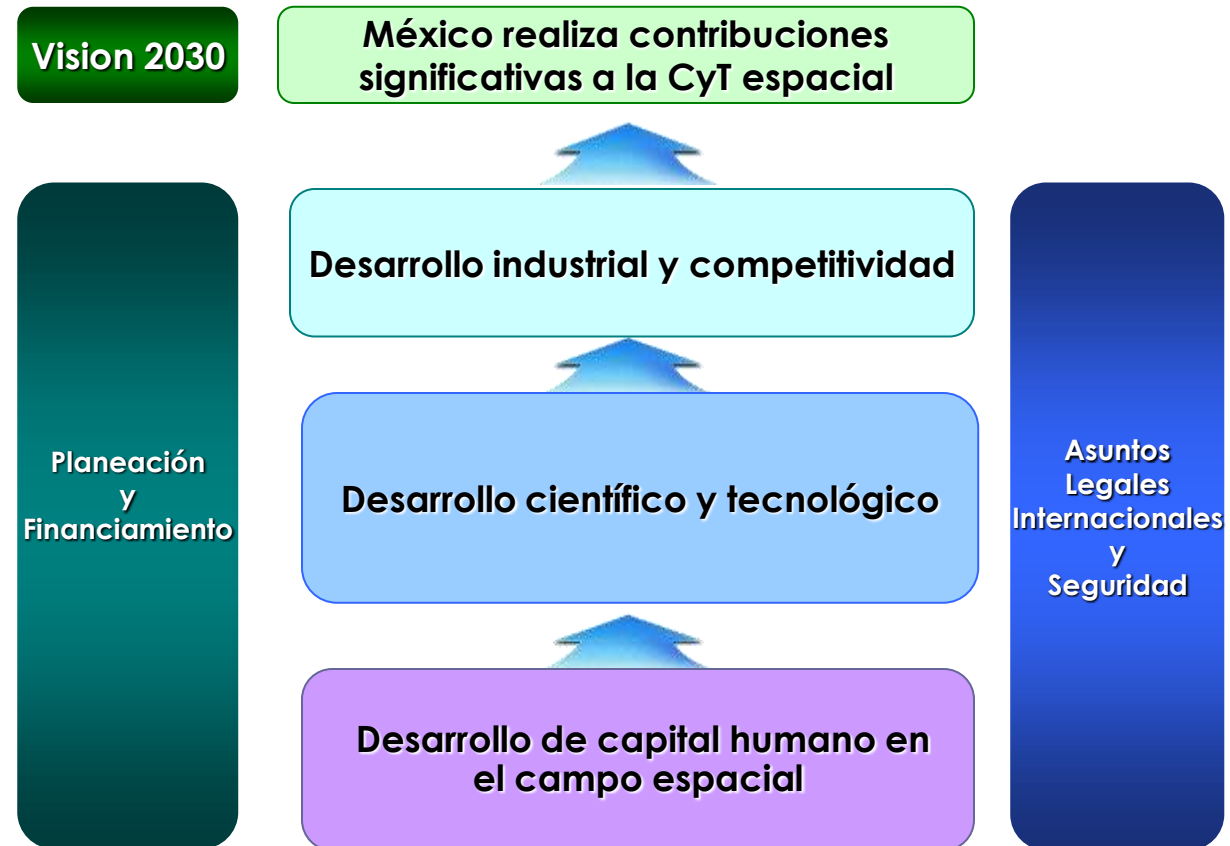 Vision 2030
México realiza contribuciones
significativas a la CyT espacial
Desarrollo industrial y competitividad
Planeación
y
Financiamiento
Desarrollo científico y tecnológico
Asuntos
Legales
Internacionales
y
Seguridad
Desarrollo de capital humano en
el campo espacial